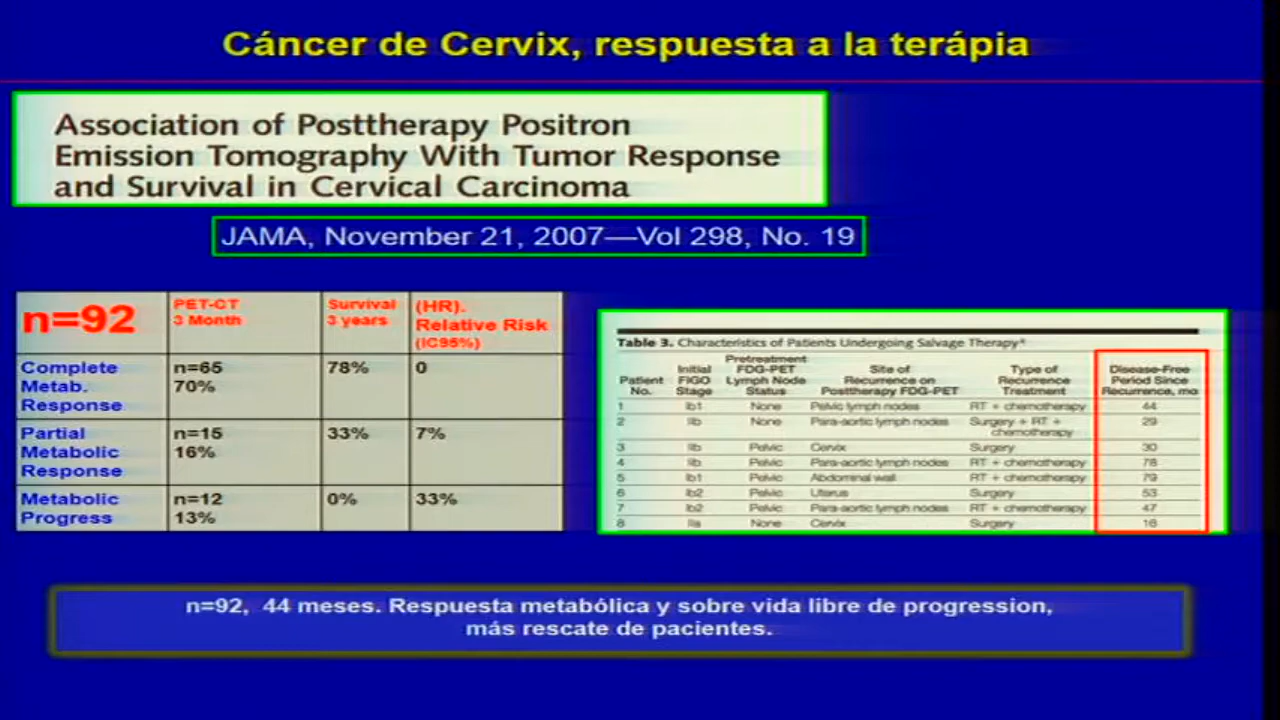 Cáncer de Cervix, respuesta a la terápia
Association of Posttherapy Positron
Emission Tomography With Tumor Response
and Survival in Cervical Carcinoma
JAMA, November 21, 2007—Vol 298, No. 19
n=92 PET-CT 3 Month Survival 3 years (HR). Relative Risk (IC95%)
Complete Metab. Response n=65 70% 78% 0
Partial Metabolic Response n=15 16% 33% 7%
Metabolic Progress n=12 13% 0% 33%
Table 3. Characteristics of Patients Undergoing Salvage Therapy*
Patient No. Initial FIGO Stage Pretreatment FDG-PET Lymph Node Status Site of Recurrence on Posttherapy FDG-PET Type of Recurrence Treatment Disease-Free Period Since Recurrence, mo
1 Ib1 None Pelvic lymph nodes RT + chemotherapy 44
2 IIb None Para-aortic lymph nodes Surgery + RT + chemotherapy 29
3 IIb Pelvic Cervix Surgery 30
4 IIb Pelvic Para-aortic lymph nodes RT + chemotherapy 78
5 Ib1 Pelvic Abdominal wall RT + chemotherapy 79
6 Ib2 Pelvic Uterus Surgery 53
7 Ib2 Pelvic Para-aortic lymph nodes RT + chemotherapy 47
8 IIa None Cervix Surgery 16
n=92, 44 meses. Respuesta metabólica y sobre vida libre de progression,
más rescate de pacientes.